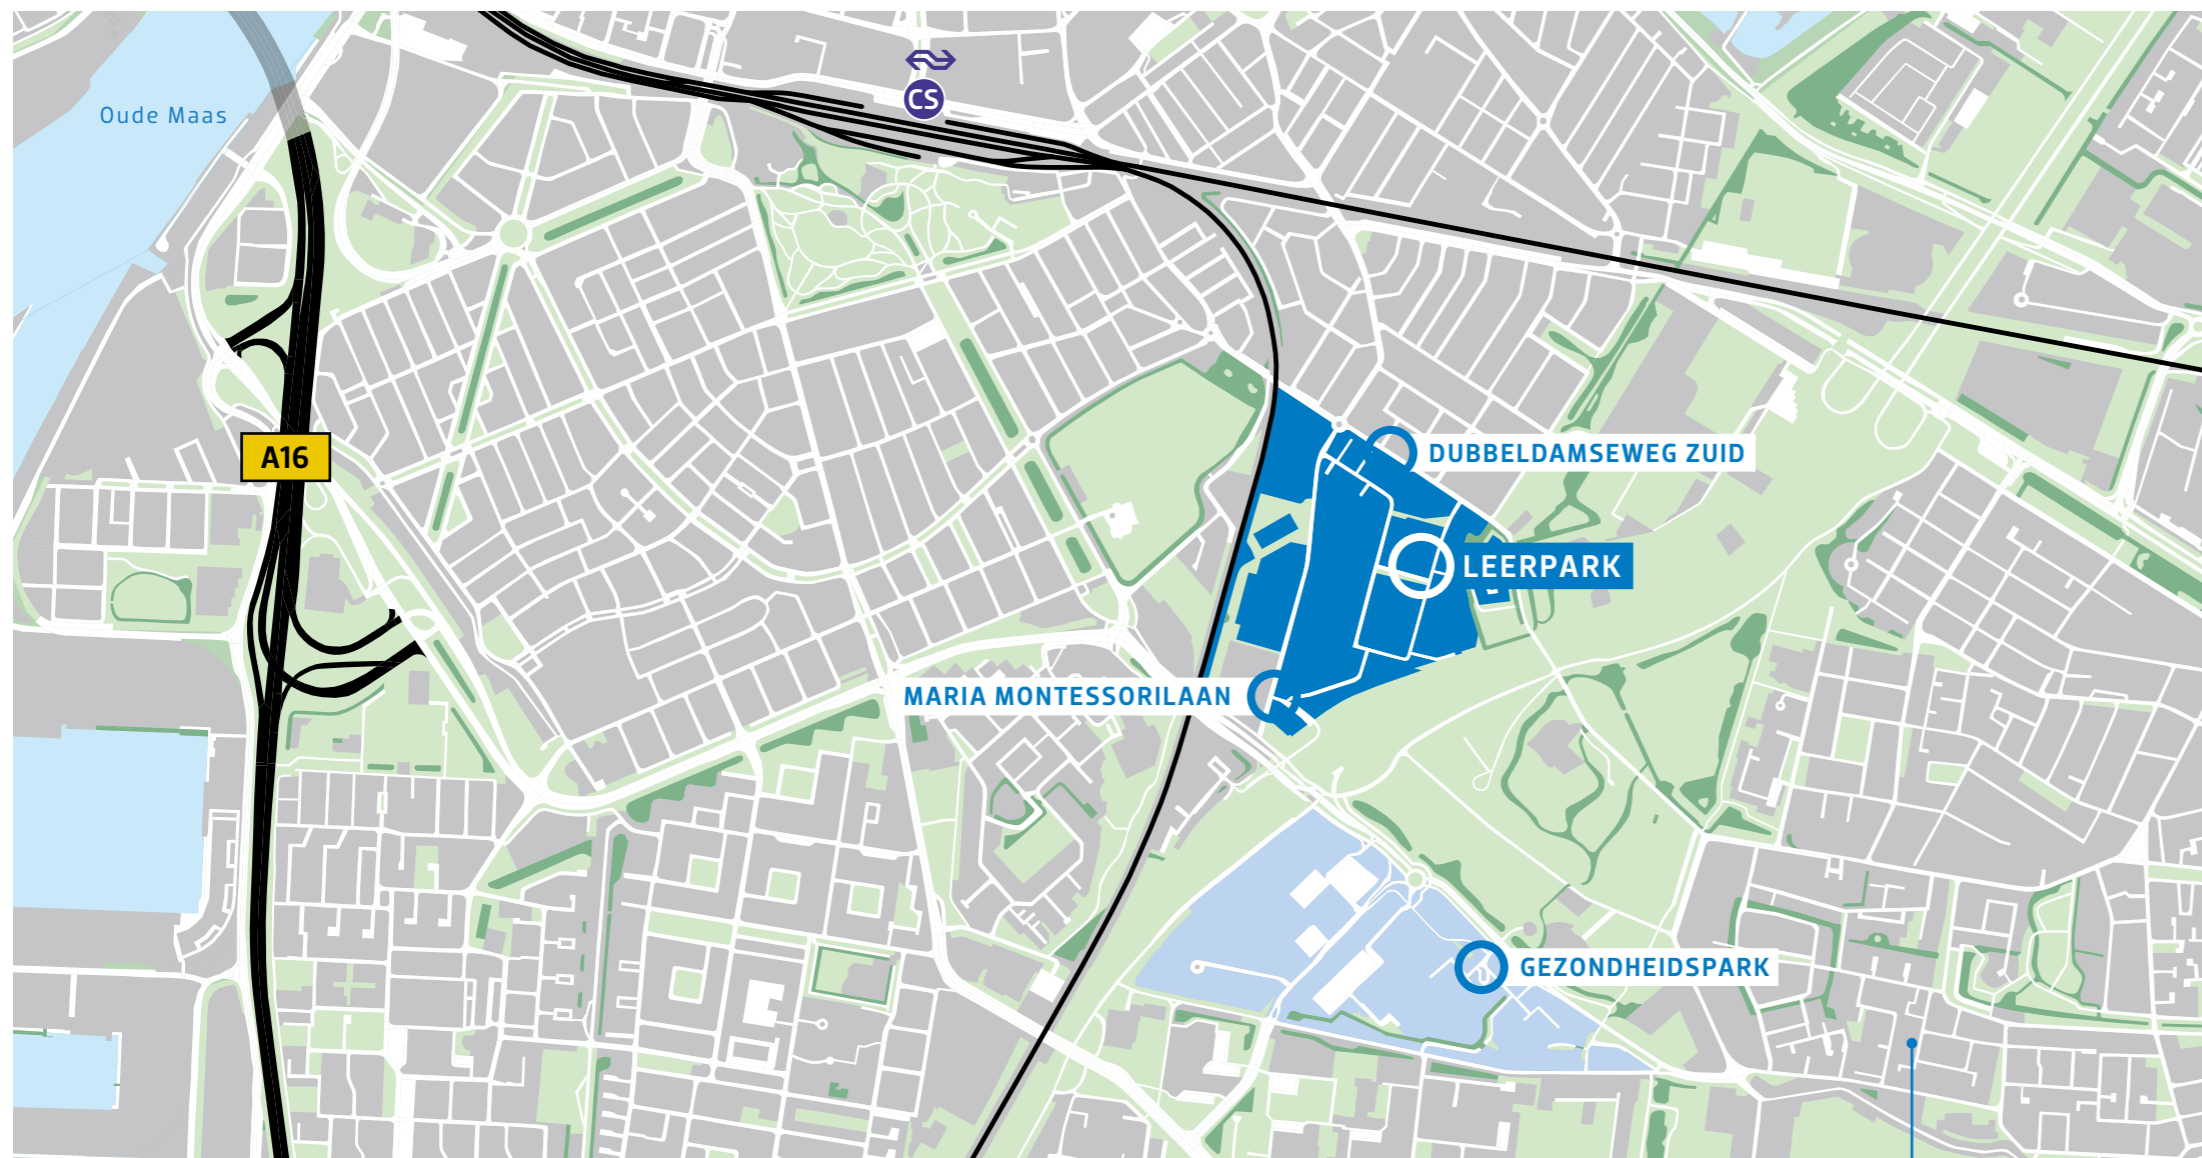 CS
Oude Maas
DUBBELDAMSEWEG ZUID
A16
LEERPARK
MARIA MONTESSORILAAN
GEZONDHEIDSPARK